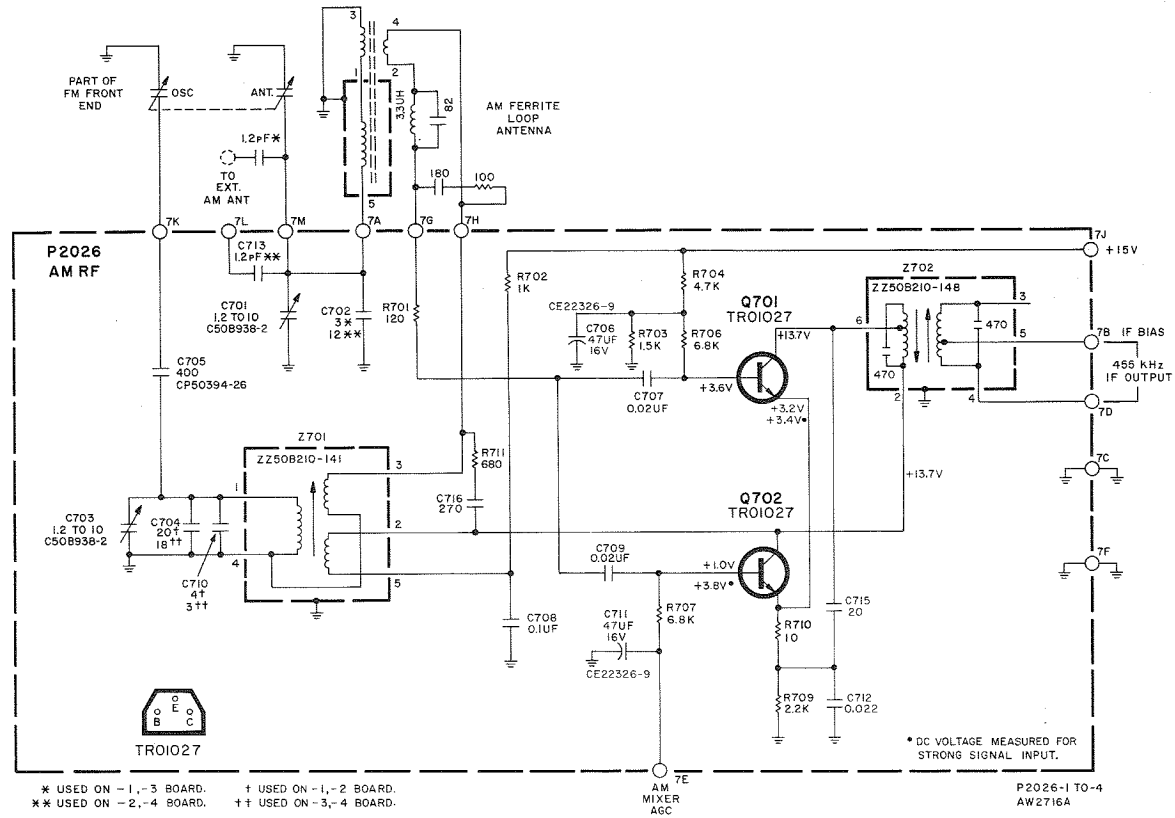 3
4
PART OF
FM FRONT
END
OSC
ANT.
1
2
3.3UH
82
AM FERRITE
LOOP
ANTENNA
1.2pF*
TO
EXT.
AM ANT
180
100
5
7K
7L
7M
7A
7G
7H
7J
+15V
P2026
AM RF
C713
1.2PF**
C701
1.2 TO 10
C50B938-2
C702
3*
12**
R701
120
R702
1K
R704
4.7K
CE22326-9
C706
47UF
16V
R703
1.5K
R706
6.8K
Q701
TR01027
+13.7V
Z702
ZZ50B210-148
6
3
470
5
7B IF BIAS
455 kHz
IF OUTPUT
470
2
4
7D
C705
400
CP50394-26
+3.6V
C707
0.02UF
+3.2V
+3.4V•
+13.7V
7C
Z701
ZZ50B210-141
1
3
R711
680
C716
270
2
Q702
TR01027
C703
1.2 TO 10
C50B938-2
C704
20†
18††
4
C710
4†
3††
5
C709
0.02UF
+1.0V
+3.8V•
7F
C708
0.1UF
C711
47UF
16V
CE22326-9
R707
6.8K
R710
10
C715
20
R709
2.2K
C712
0.022
E
B C
TR01027
• DC VOLTAGE MEASURED FOR
STRONG SIGNAL INPUT.
7E
AM
MIXER
AGC
* USED ON -1,-3 BOARD. † USED ON -1,-2 BOARD.
** USED ON -2,-4 BOARD. †† USED ON -3,-4 BOARD.
P2026-1 TO-4
AW2716A